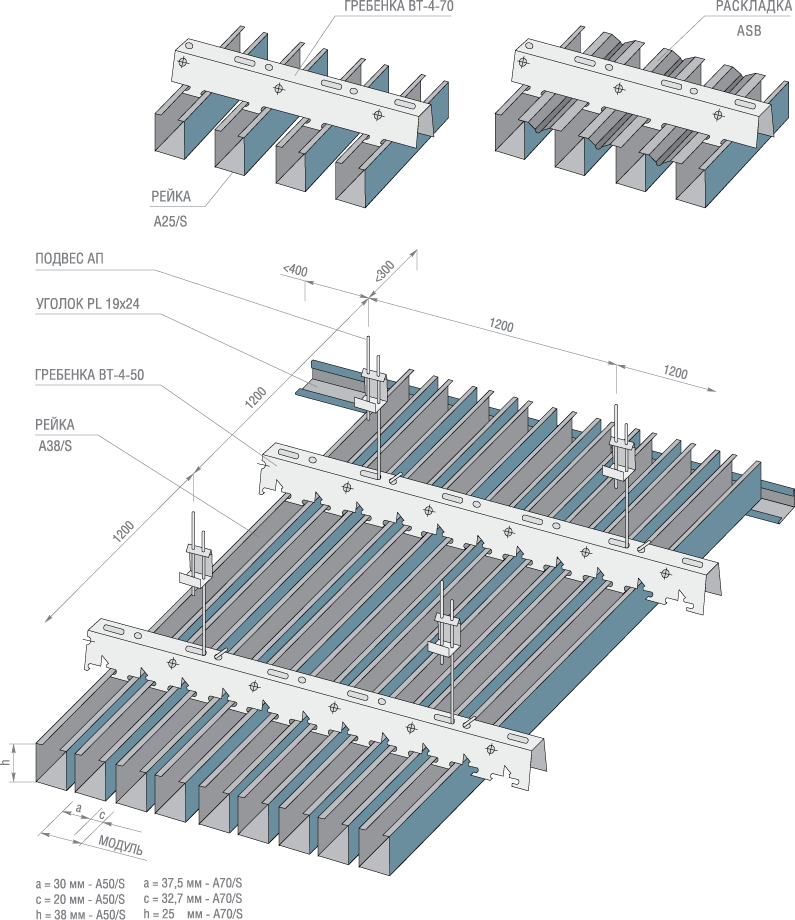 ГРЕБЕНКА BT-4-70
РАСКЛАДКА
ASB
РЕЙКА
A25/S
ПОДВЕС АП
УГОЛОК PL 19x24
ГРЕБЕНКА BT-4-50
РЕЙКА
A38/S
<400
<300
1200
1200
1200
1200
h
a
c
МОДУЛЬ
a = 30 мм - A50/S
c = 20 мм - A50/S
h = 38 мм - A50/S
a = 37,5 мм - A70/S
c = 32,7 мм - A70/S
h = 25 мм - A70/S